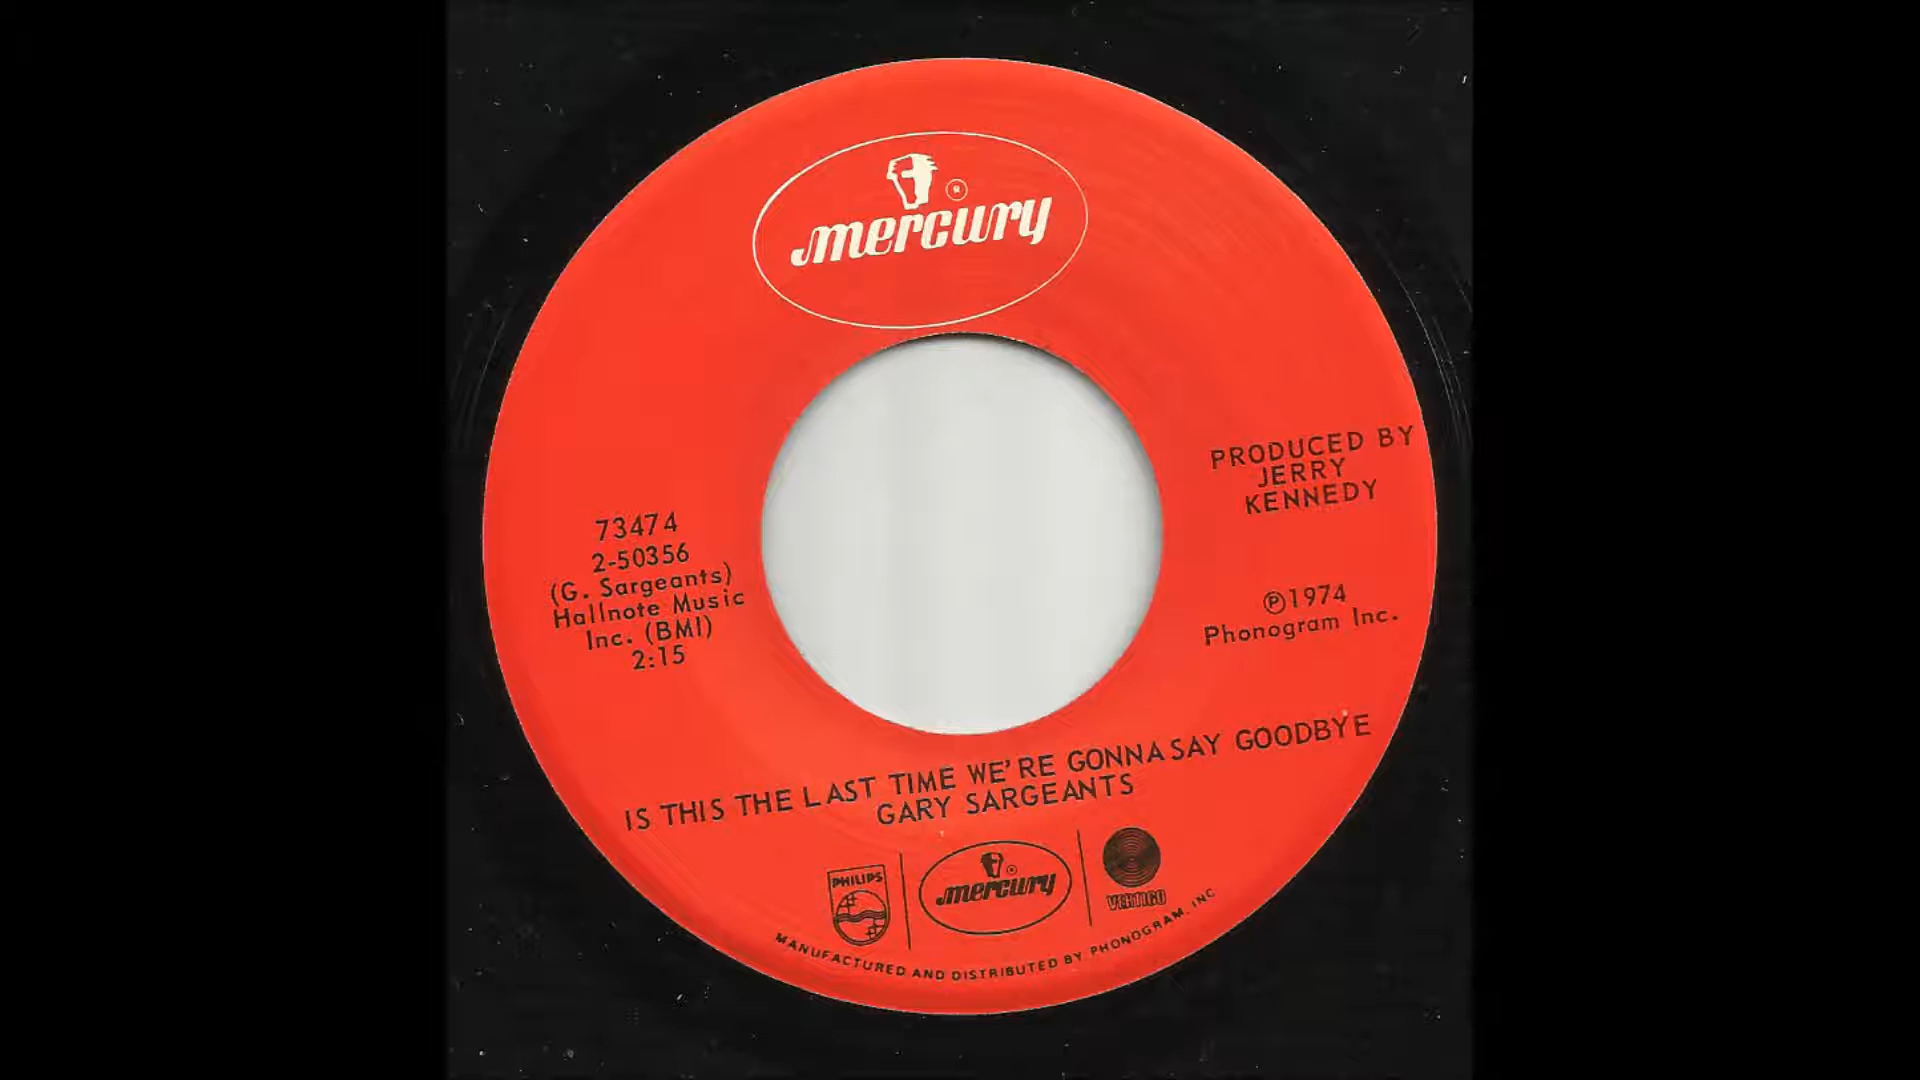 mercury
®
PRODUCED BY
JERRY
KENNEDY
73474
2-50356
(G. Sargeants)
Hallnote Music
Inc. (BMI)
2:15
℗1974
Phonogram Inc.
IS THIS THE LAST TIME WE'RE GONNA SAY GOODBYE
GARY SARGEANTS
PHILIPS
mercury
®
VERTIGO
MANUFACTURED AND DISTRIBUTED BY PHONOGRAM, INC